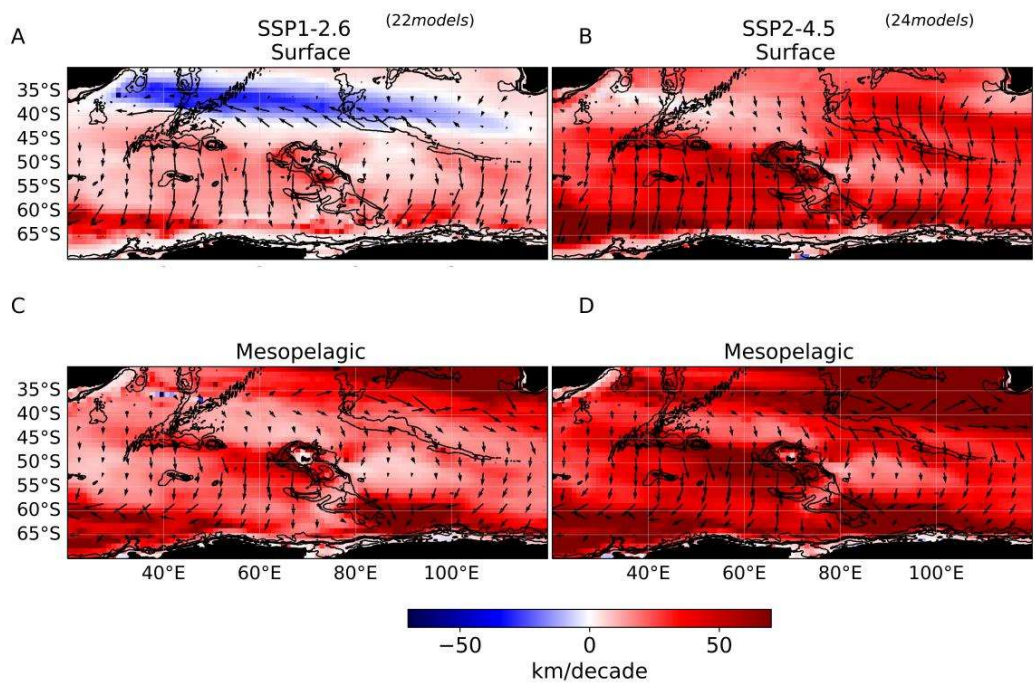 A
SSP1-2.6
Surface
(22models)
B
SSP2-4.5
Surface
(24models)
35°S
40°S
45°S
50°S
55°S
60°S
65°S
C
Mesopelagic
D
Mesopelagic
35°S
40°S
45°S
50°S
55°S
60°S
65°S
40°E 60°E 80°E 100°E
40°E 60°E 80°E 100°E
−50 0 50
km/decade